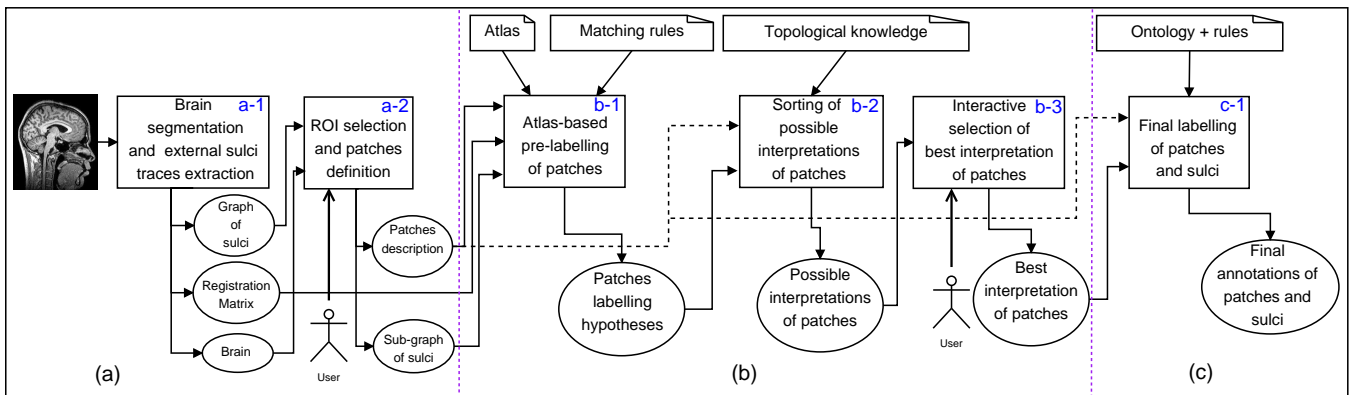 Atlas
Matching rules
Topological knowledge
Ontology + rules
a-1
Brain
segmentation
and external sulci
traces extraction
a-2
ROI selection
and patches
definition
b-1
Atlas-based
pre-labelling
of patches
b-2
Sorting of
possible
interpretations
of patches
b-3
Interactive
selection of
best interpretation
of patches
c-1
Final labelling
of patches
and sulci
Graph
of
sulci
Patches
description
Registration
Matrix
Brain
User
Sub-graph
of sulci
Patches
labelling
hypotheses
Possible
interpretations
of patches
User
Best
interpretation
of patches
Final
annotations of
patches and
sulci
(a)
(b)
(c)